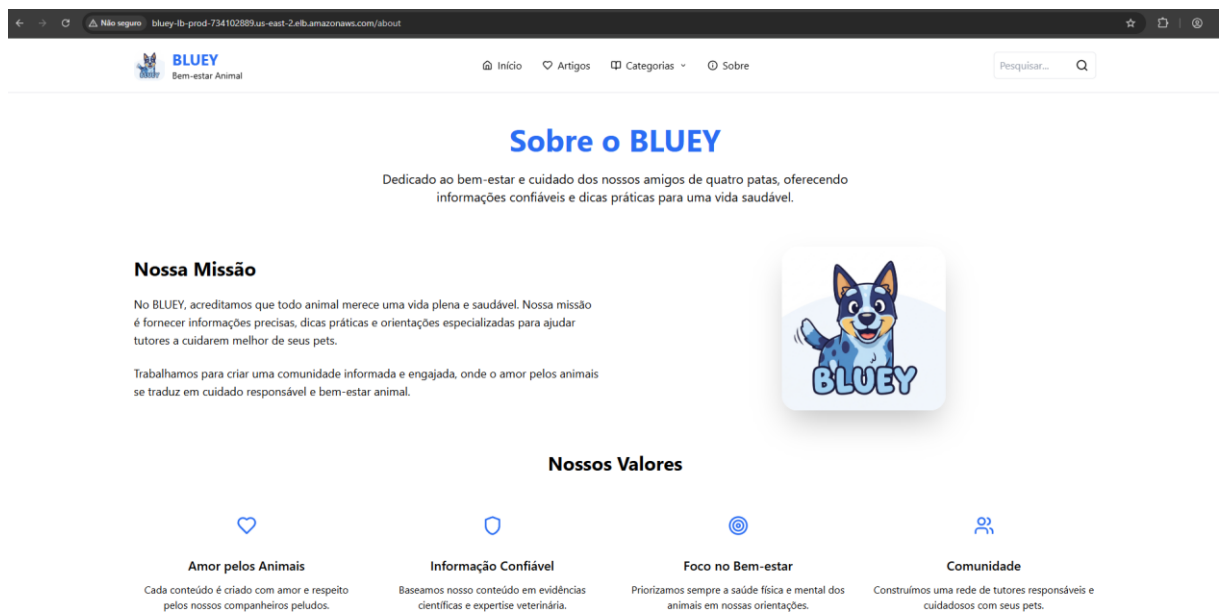 Não seguro bluey-lb-prod-734102889.us-east-2.elb.amazonaws.com/about
BLUEY
Bem-estar Animal
Início Artigos Categorias Sobre
Pesquisar...
Sobre o BLUEY
Dedicado ao bem-estar e cuidado dos nossos amigos de quatro patas, oferecendo
informações confiáveis e dicas práticas para uma vida saudável.
Nossa Missão
No BLUEY, acreditamos que todo animal merece uma vida plena e saudável. Nossa missão
é fornecer informações precisas, dicas práticas e orientações especializadas para ajudar
tutores a cuidarem melhor de seus pets.
Trabalhamos para criar uma comunidade informada e engajada, onde o amor pelos animais
se traduz em cuidado responsável e bem-estar animal.
BLUEY
Nossos Valores
Amor pelos Animais
Cada conteúdo é criado com amor e respeito
pelos nossos companheiros peludos.
Informação Confiável
Baseamos nosso conteúdo em evidências
científicas e expertise veterinária.
Foco no Bem-estar
Priorizamos sempre a saúde física e mental dos
animais em nossas orientações.
Comunidade
Construímos uma rede de tutores responsáveis e
cuidadosos com seus pets.